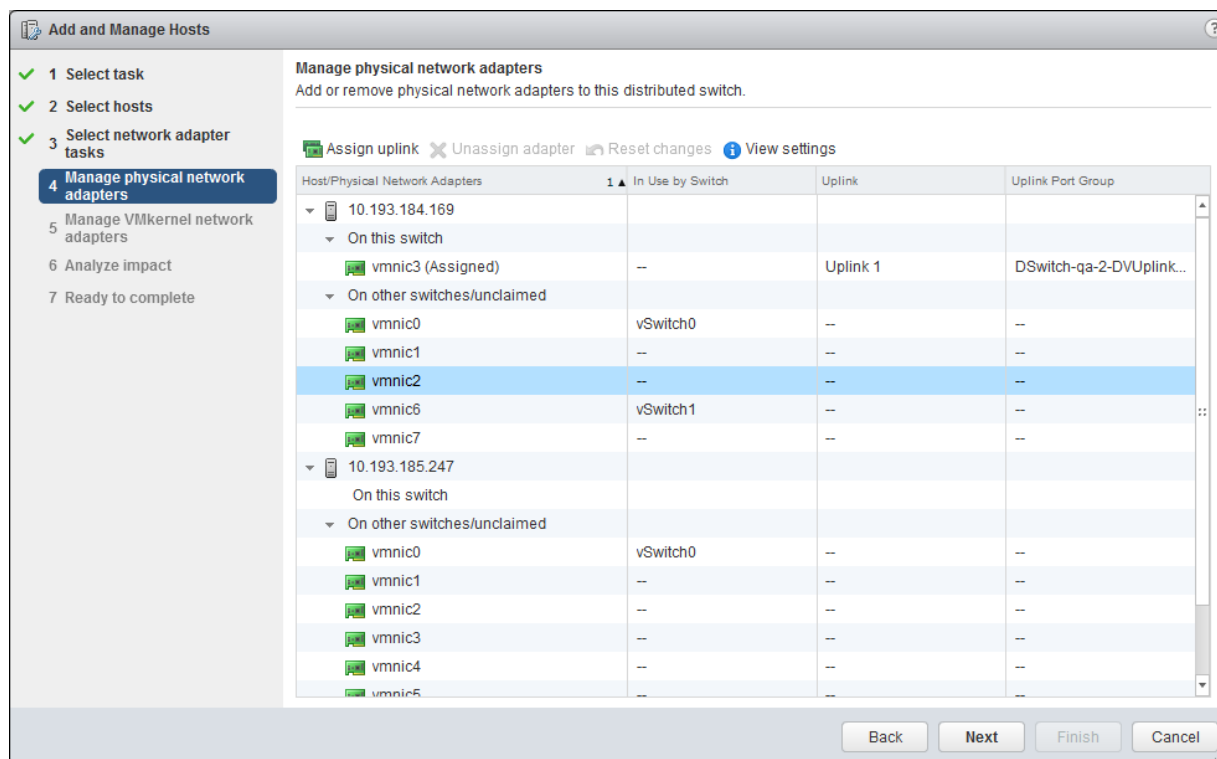 Add and Manage Hosts
?
1 Select task
2 Select hosts
3 Select network adapter
tasks
4 Manage physical network
adapters
5 Manage VMkernel network
adapters
6 Analyze impact
7 Ready to complete
Manage physical network adapters
Add or remove physical network adapters to this distributed switch.
Assign uplink Unassign adapter Reset changes View settings
Host/Physical Network Adapters 1 ▲ In Use by Switch Uplink Uplink Port Group
10.193.184.169
On this switch
vmnic3 (Assigned) -- Uplink 1 DSwitch-qa-2-DVUplink...
On other switches/unclaimed
vmnic0 vSwitch0 -- --
vmnic1 -- -- --
vmnic2 -- -- --
vmnic6 vSwitch1 -- --
vmnic7 -- -- --
10.193.185.247
On this switch
On other switches/unclaimed
vmnic0 vSwitch0 -- --
vmnic1 -- -- --
vmnic2 -- -- --
vmnic3 -- -- --
vmnic4 -- -- --
vmnic5 -- -- --
Back Next Finish Cancel